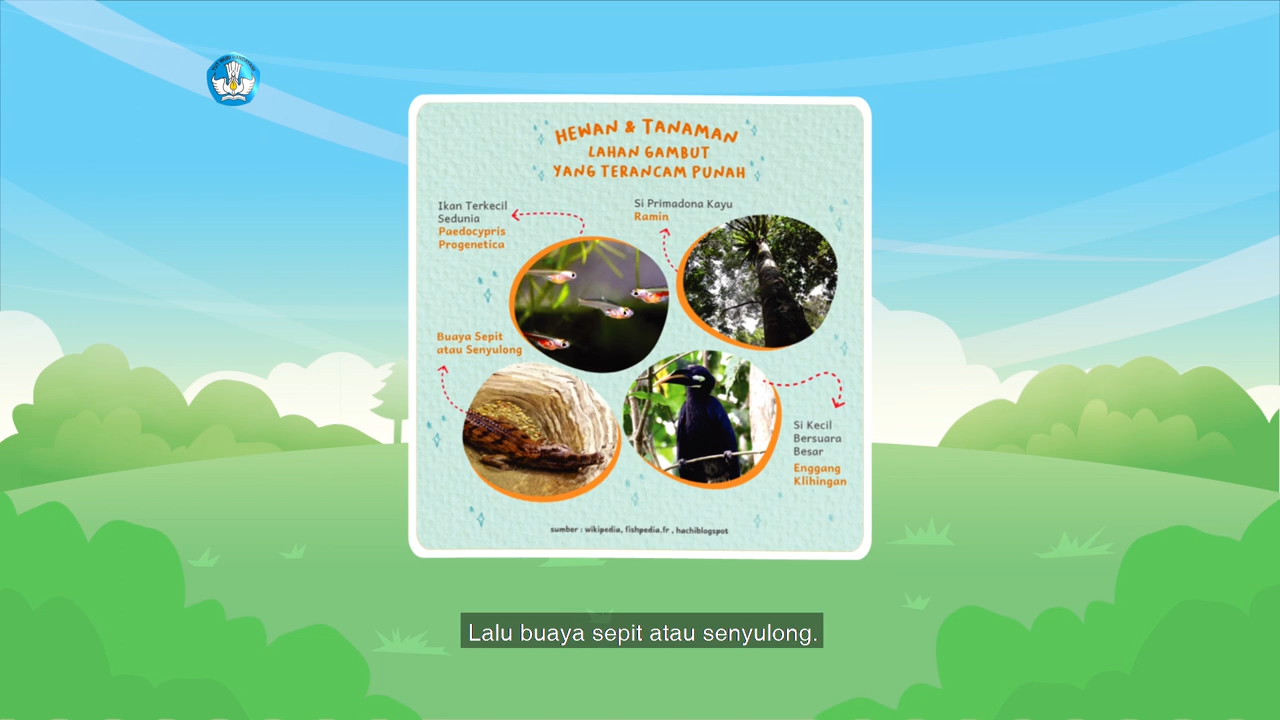 HEWAN & TANAMAN
LAHAN GAMBUT
YANG TERANCAM PUNAH
Ikan Terkecil
Sedunia
Paedocypris
Progenetica
Si Primadona Kayu
Ramin
Buaya Sepit
atau Senyulong
Si Kecil
Bersuara
Besar
Enggang
Klihingan
sumber : wikipedia, fishpedia.fr , hachiblogspot
Lalu buaya sepit atau senyulong.